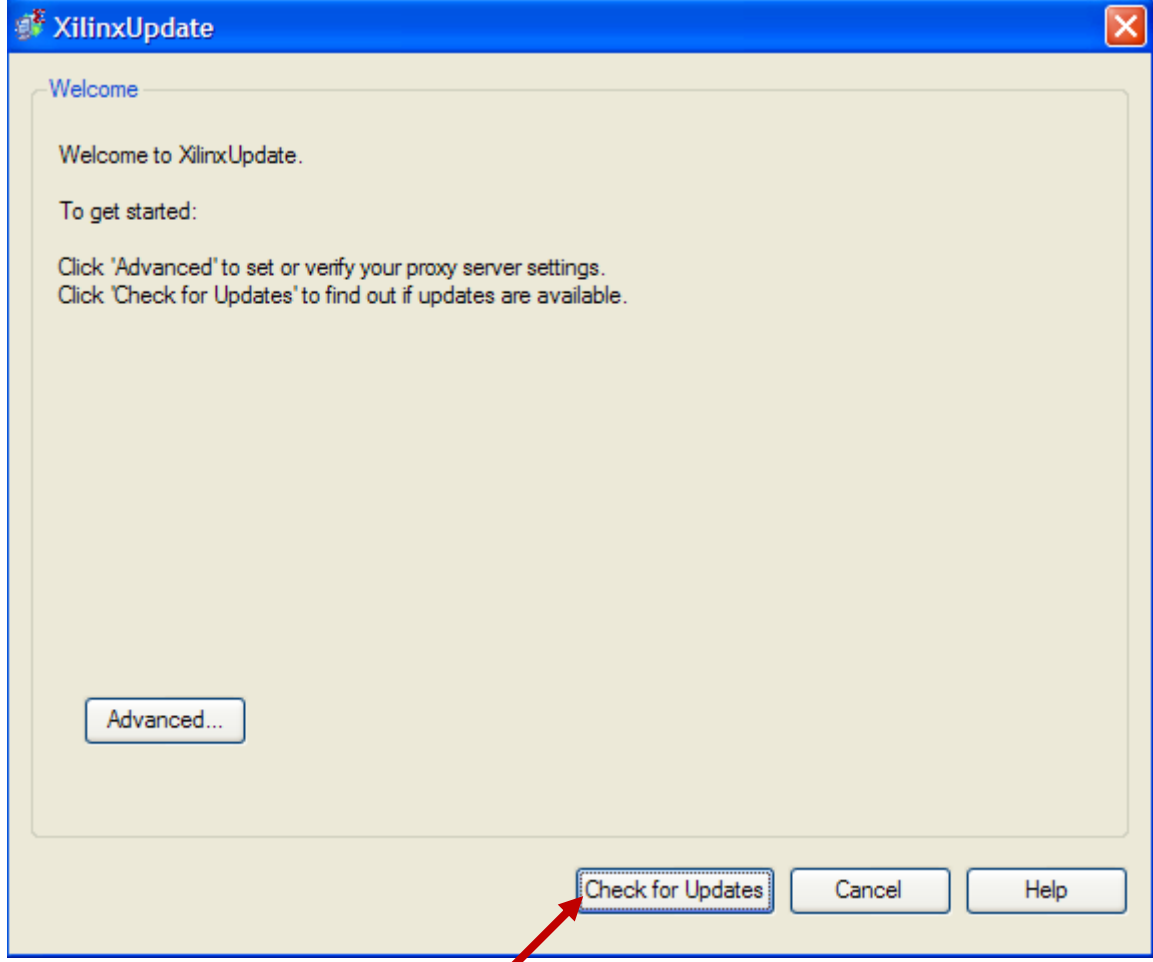 XilinxUpdate
Welcome
Welcome to XilinxUpdate.
To get started:
Click 'Advanced' to set or verify your proxy server settings.
Click 'Check for Updates' to find out if updates are available.
Advanced...
Check for Updates
Cancel
Help